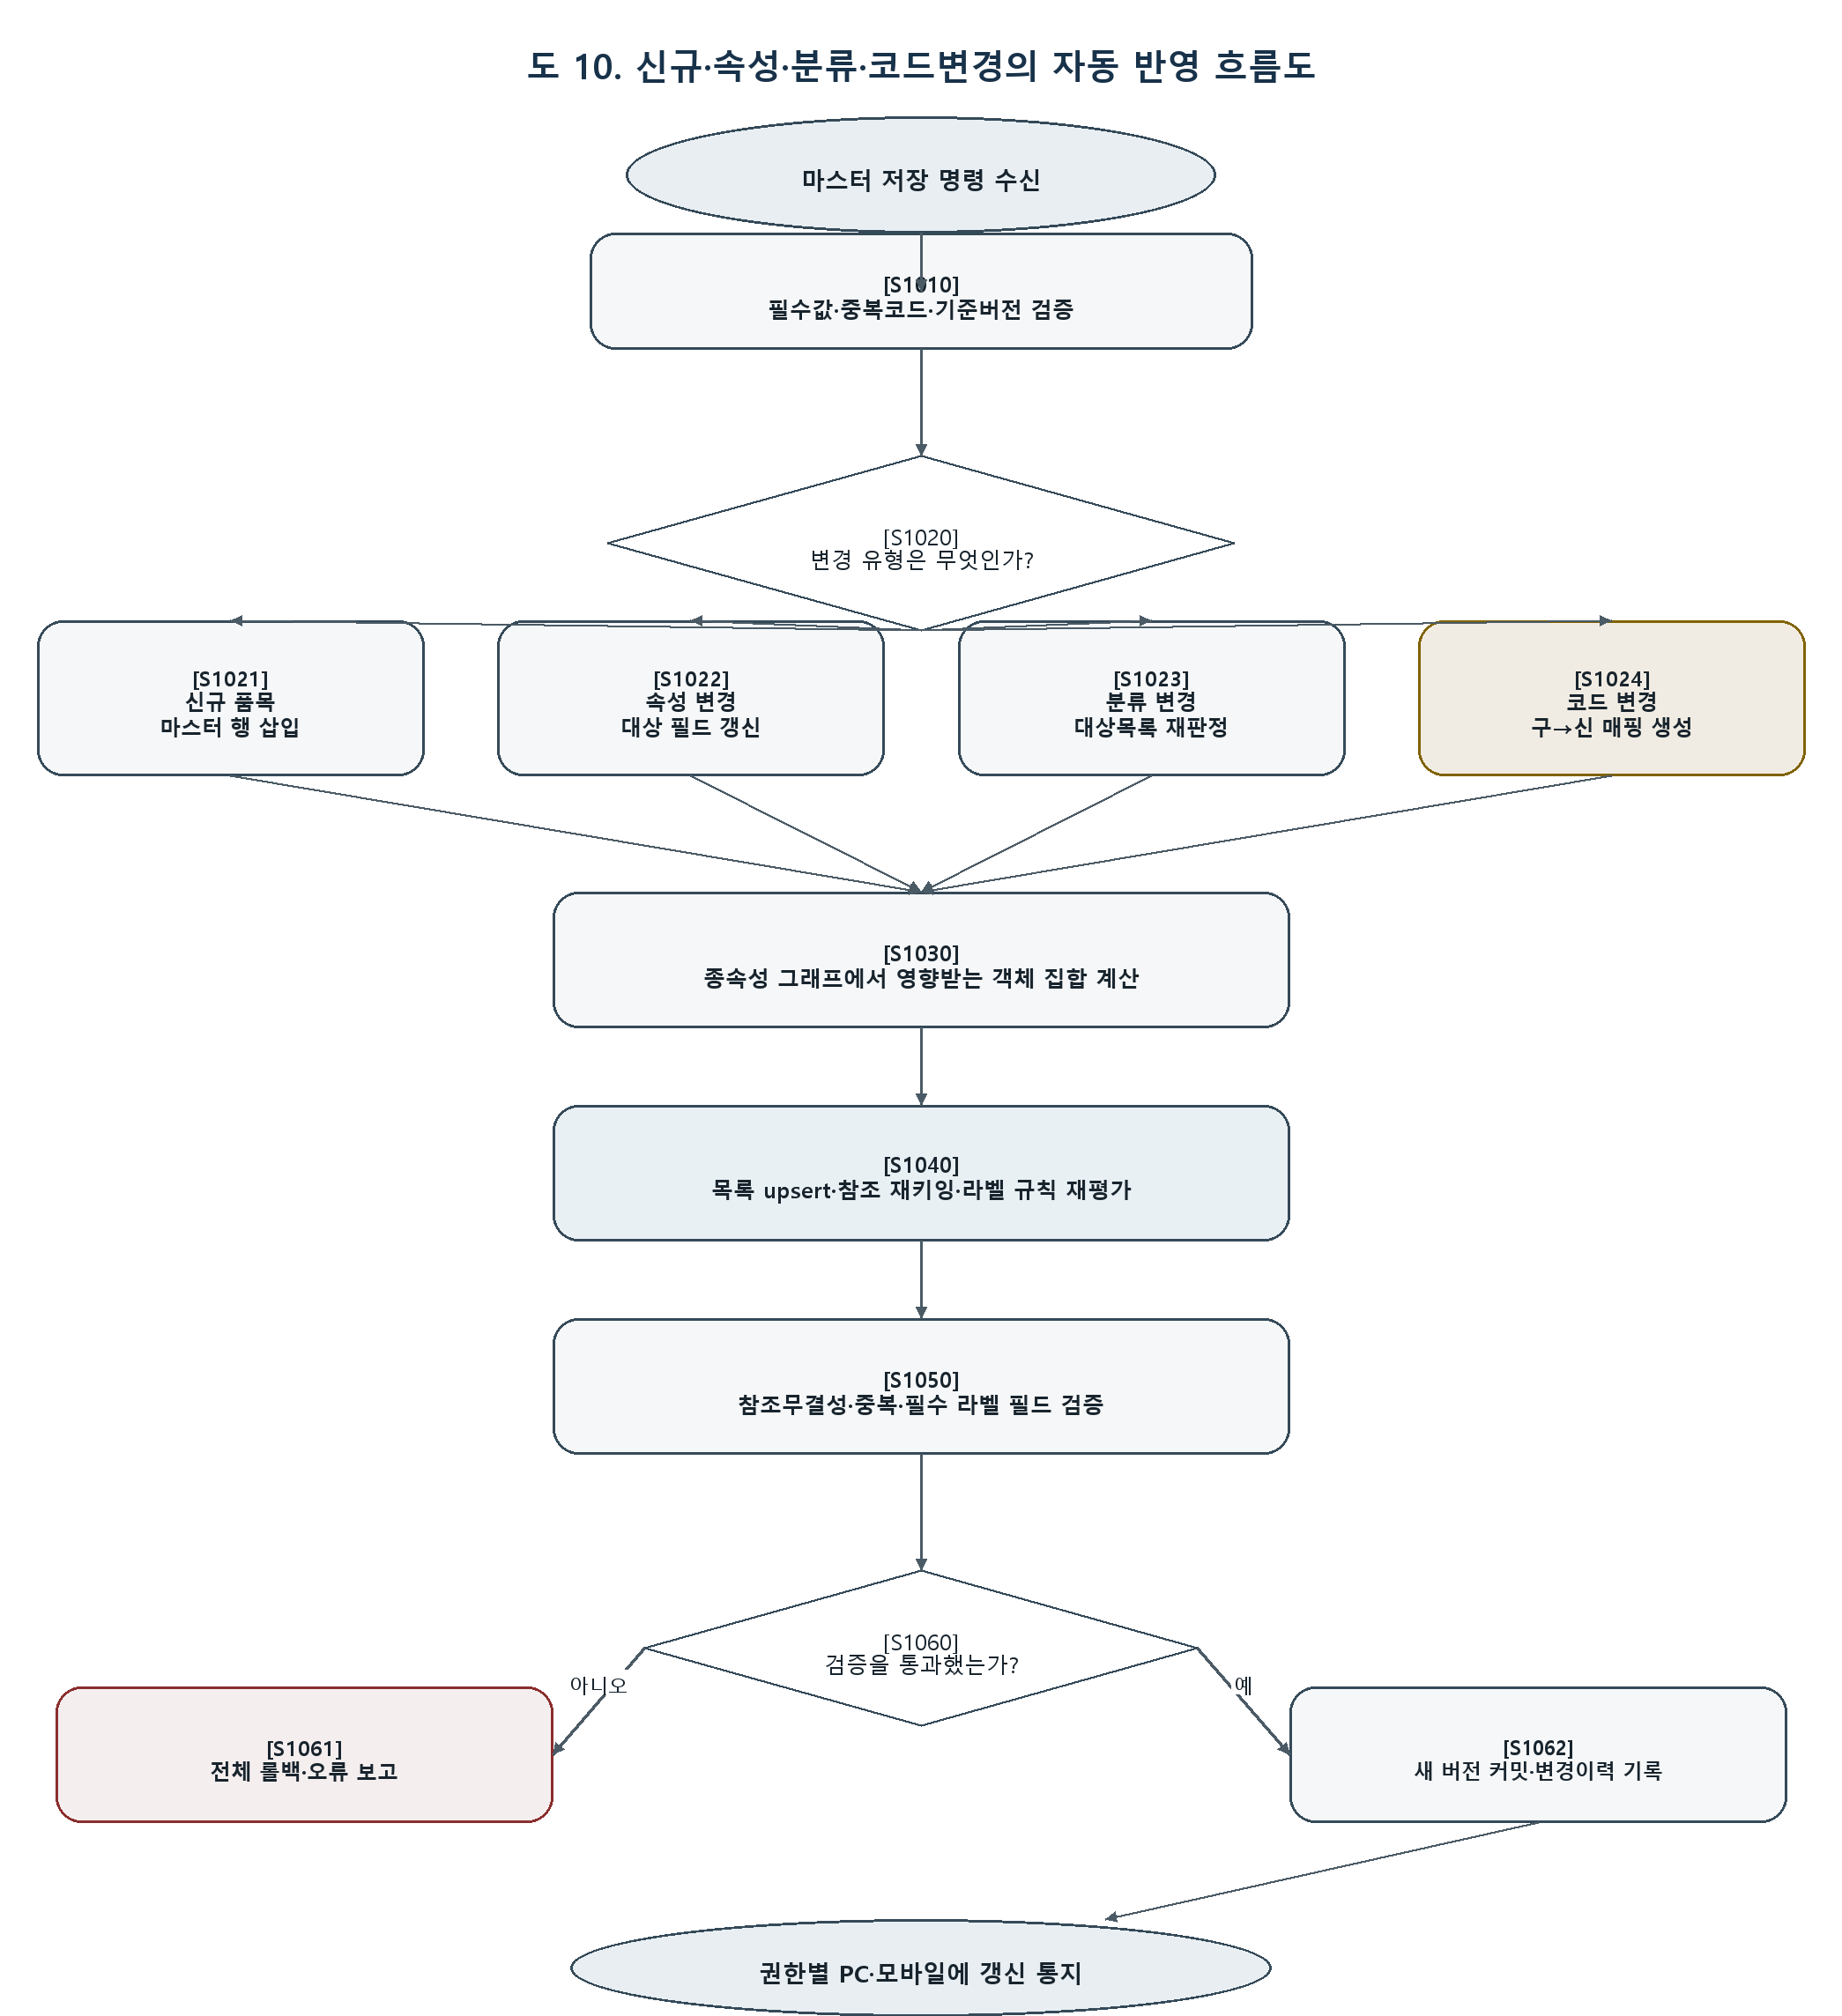 도 10. 신규·속성·분류·코드변경의 자동 반영 흐름도
마스터 저장 명령 수신
[S1010]
필수값·중복코드·기준버전 검증
[S1020]
변경 유형은 무엇인가?
[S1021]
신규 품목
마스터 행 삽입
[S1022]
속성 변경
대상 필드 갱신
[S1023]
분류 변경
대상목록 재판정
[S1024]
코드 변경
구→신 매핑 생성
[S1030]
종속성 그래프에서 영향받는 객체 집합 계산
[S1040]
목록 upsert·참조 재키잉·라벨 규칙 재평가
[S1050]
참조무결성·중복·필수 라벨 필드 검증
[S1060]
검증을 통과했는가?
아니오
예
[S1061]
전체 롤백·오류 보고
[S1062]
새 버전 커밋·변경이력 기록
권한별 PC·모바일에 갱신 통지